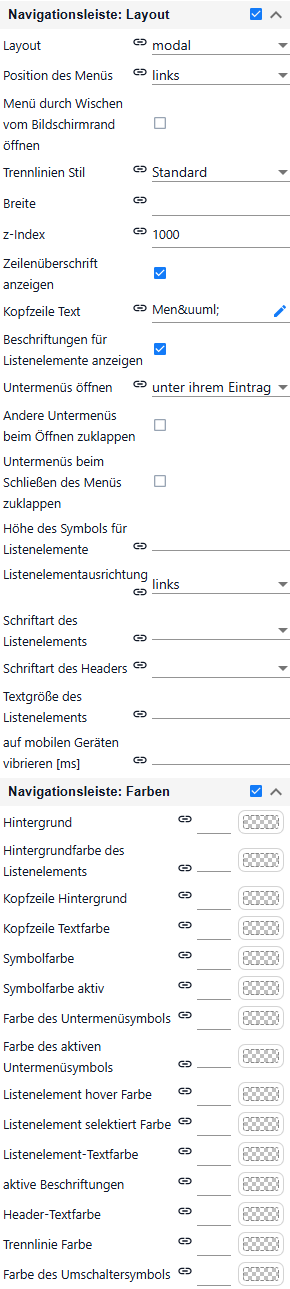 Navigationsleiste: Layout
Layout modal
Position des Menüs links
Menü durch Wischen
vom Bildschirmrand
öffnen
Trennlinien Stil Standard
Breite
z-Index 1000
Zeilenüberschrift
anzeigen
Kopfzeile Text Men&uuml;
Beschriftungen für
Listenelemente anzeigen
Untermenüs öffnen unter ihrem Eintrag
Andere Untermenüs
beim Öffnen zuklappen
Untermenüs beim
Schließen des Menüs
zuklappen
Höhe des Symbols für
Listenelemente
Listenelementausrichtung
links
Schriftart des
Listenelements
Schriftart des Headers
Textgröße des
Listenelements
auf mobilen Geräten
vibrieren [ms]
Navigationsleiste: Farben
Hintergrund
Hintergrundfarbe des
Listenelements
Kopfzeile Hintergrund
Kopfzeile Textfarbe
Symbolfarbe
Symbolfarbe aktiv
Farbe des Untermenüsymbols
Farbe des aktiven
Untermenüsymbols
Listenelement hover Farbe
Listenelement selektiert Farbe
Listenelement-Textfarbe
aktive Beschriftungen
Header-Textfarbe
Trennlinie Farbe
Farbe des Umschaltersymbols